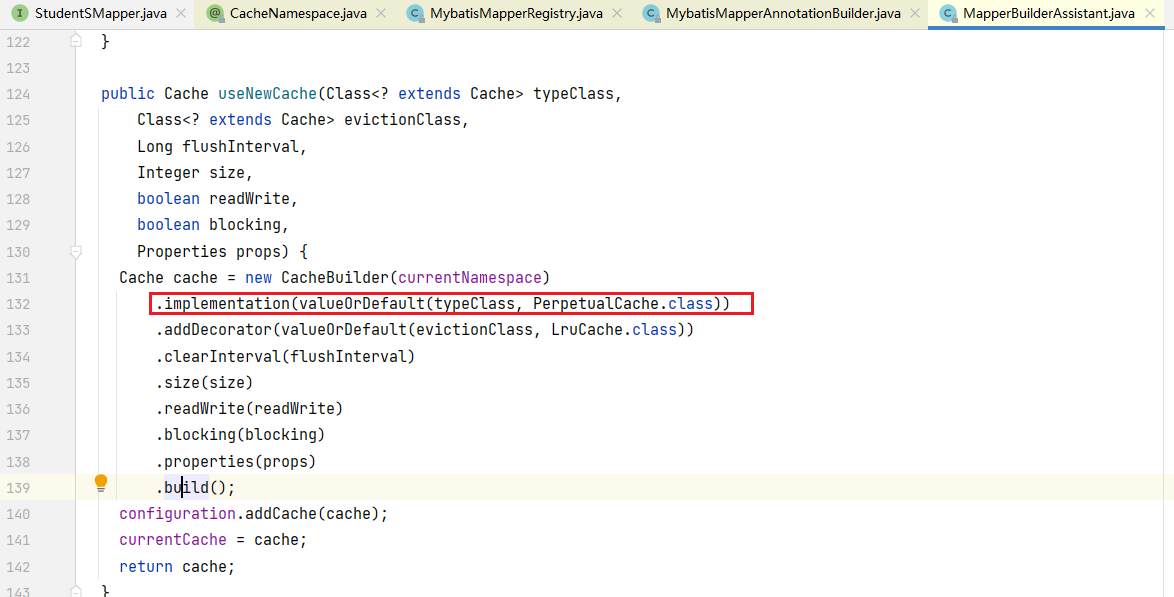 I StudentSMapper.java × @ CacheNamespace.java × C MybatisMapperRegistry.java × C MybatisMapperAnnotationBuilder.java × C MapperBuilderAssistant.java ×
122 }
123
124 public Cache useNewCache(Class<? extends Cache> typeClass,
125 Class<? extends Cache> evictionClass,
126 Long flushInterval,
127 Integer size,
128 boolean readWrite,
129 boolean blocking,
130 Properties props) {
131 Cache cache = new CacheBuilder(currentNamespace)
132 .implementation(valueOrDefault(typeClass, PerpetualCache.class))
133 .addDecorator(valueOrDefault(evictionClass, LruCache.class))
134 .clearInterval(flushInterval)
135 .size(size)
136 .readWrite(readWrite)
137 .blocking(blocking)
138 .properties(props)
139 .build();
140 configuration.addCache(cache);
141 currentCache = cache;
142 return cache;
143 }